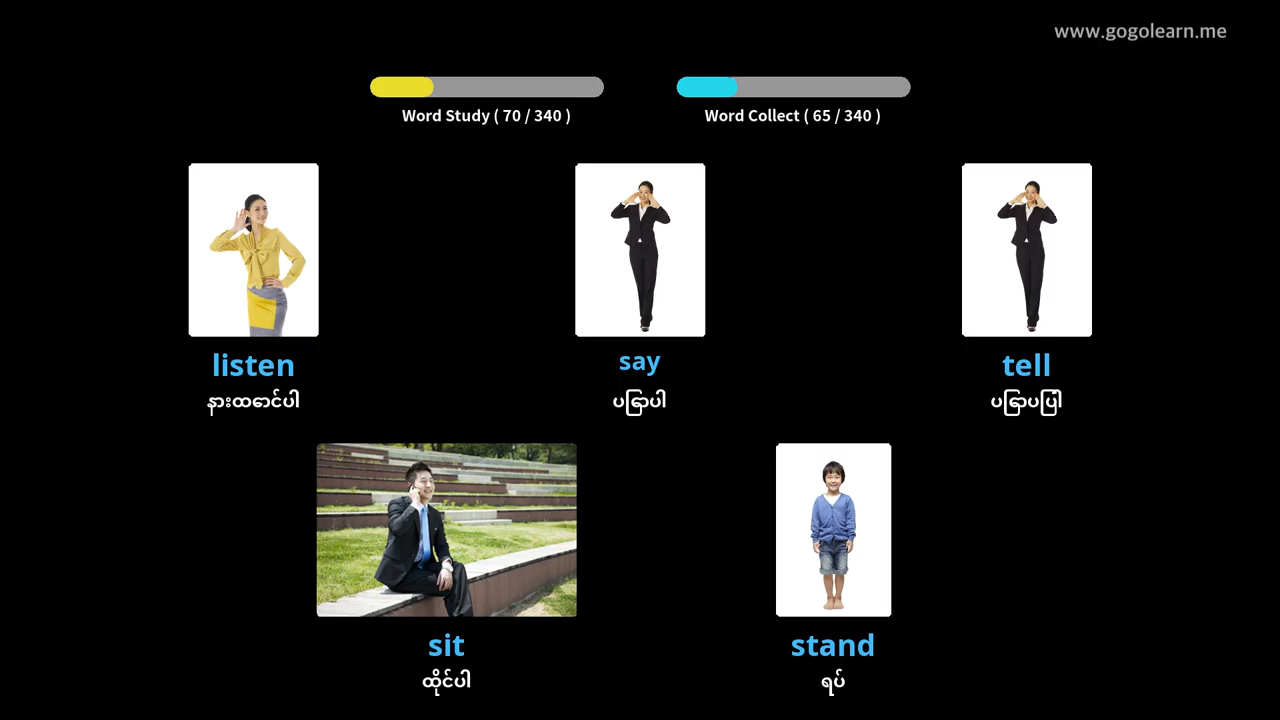 www.gogolearn.me
Word Study ( 70 / 340 )
Word Collect ( 65 / 340 )
listen
နားထောင်ပါ
say
ပြောပါ
tell
ပြောပြပါ
sit
ထိုင်ပါ
stand
ရပ်